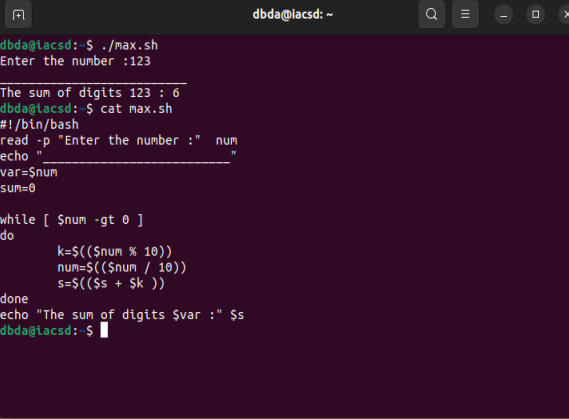 dbda@iacsd: ~
dbda@iacsd:~$ ./max.sh
Enter the number :123
__________________________
The sum of digits 123 : 6
dbda@iacsd:~$ cat max.sh
#!/bin/bash
read -p "Enter the number :"  num
echo "__________________________"
var=$num
sum=0

while [ $num -gt 0 ]
do
        k=$(($num % 10))
        num=$(($num / 10))
        s=$(($s + $k ))
done
echo "The sum of digits $var :" $s
dbda@iacsd:~$